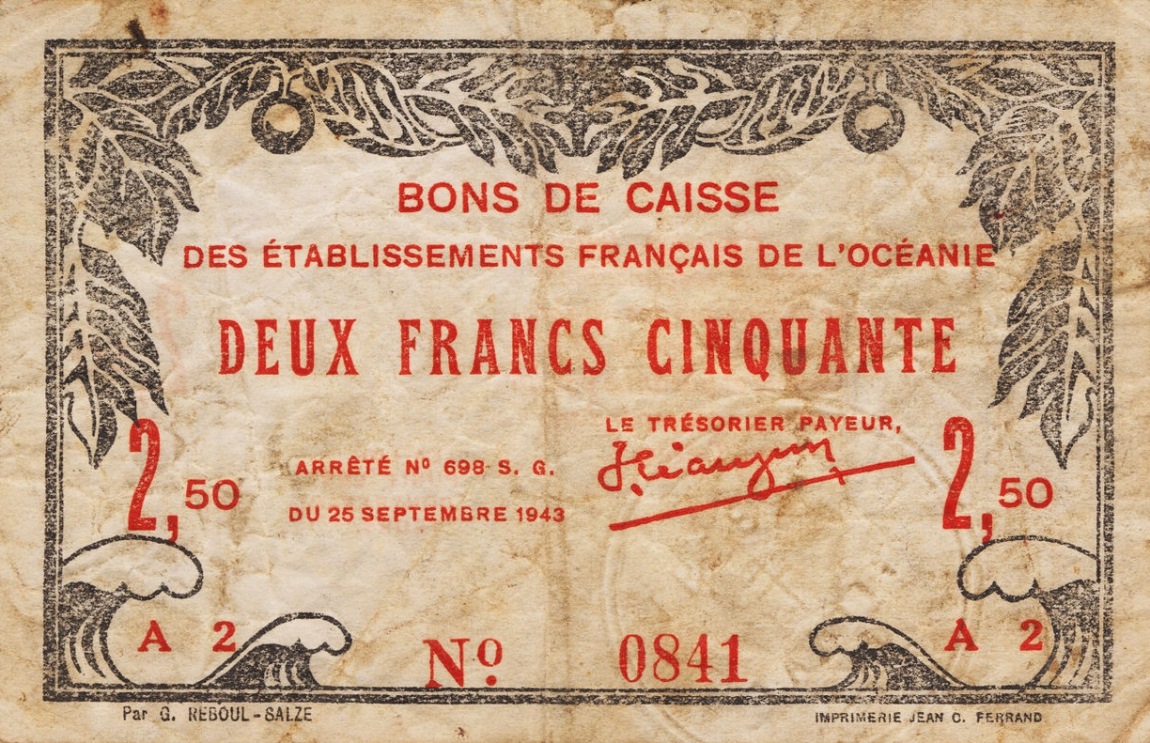 BONS DE CAISSE
DES ÉTABLISSEMENTS FRANÇAIS DE L'OCÉANIE
DEUX FRANCS CINQUANTE
LE TRÉSORIER PAYEUR,
ARRÊTÉ Nº 698 S. G.
DU 25 SEPTEMBRE 1943
2,50
2,50
A 2
A 2
Nº 0841
Par G. REBOUL-SALZE
IMPRIMERIE JEAN C. FERRAND